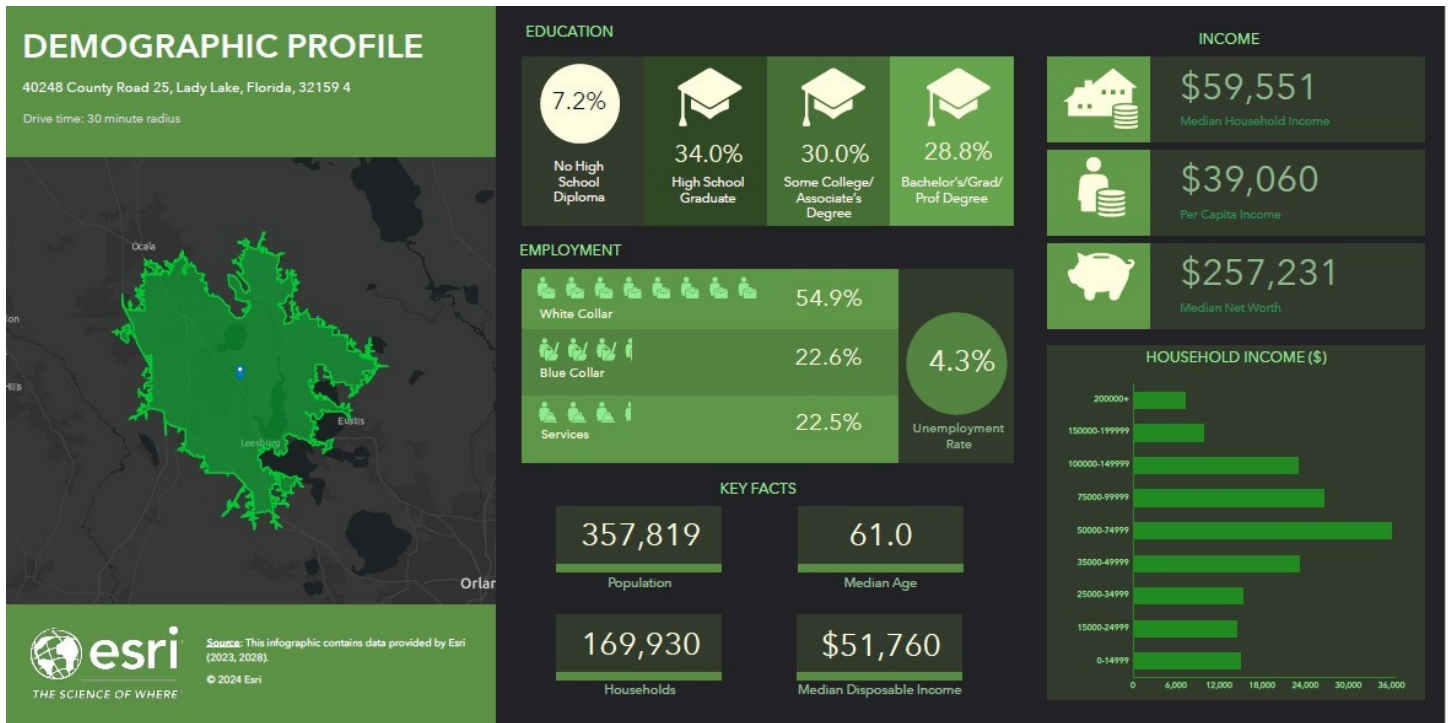 DEMOGRAPHIC PROFILE
40248 County Road 25, Lady Lake, Florida, 32159 4
Drive time: 30 minute radius
Ocala
Eustis
Leesburg
Orlan
esri
THE SCIENCE OF WHERE
Source: This infographic contains data provided by Esri
(2023, 2028).
© 2024 Esri
EDUCATION
7.2%
No High
School
Diploma
34.0%
High School
Graduate
30.0%
Some College/
Associate's
Degree
28.8%
Bachelor's/Grad/
Prof Degree
EMPLOYMENT
White Collar
54.9%
Blue Collar
22.6%
Services
22.5%
4.3%
Unemployment
Rate
KEY FACTS
357,819
Population
61.0
Median Age
169,930
Households
$51,760
Median Disposable Income
INCOME
$59,551
Median Household Income
$39,060
Per Capita Income
$257,231
Median Net Worth
HOUSEHOLD INCOME ($)
200000+
150000-199999
100000-149999
75000-99999
50000-74999
35000-49999
25000-34999
15000-24999
0-14999
0 6,000 12,000 18,000 24,000 30,000 36,000